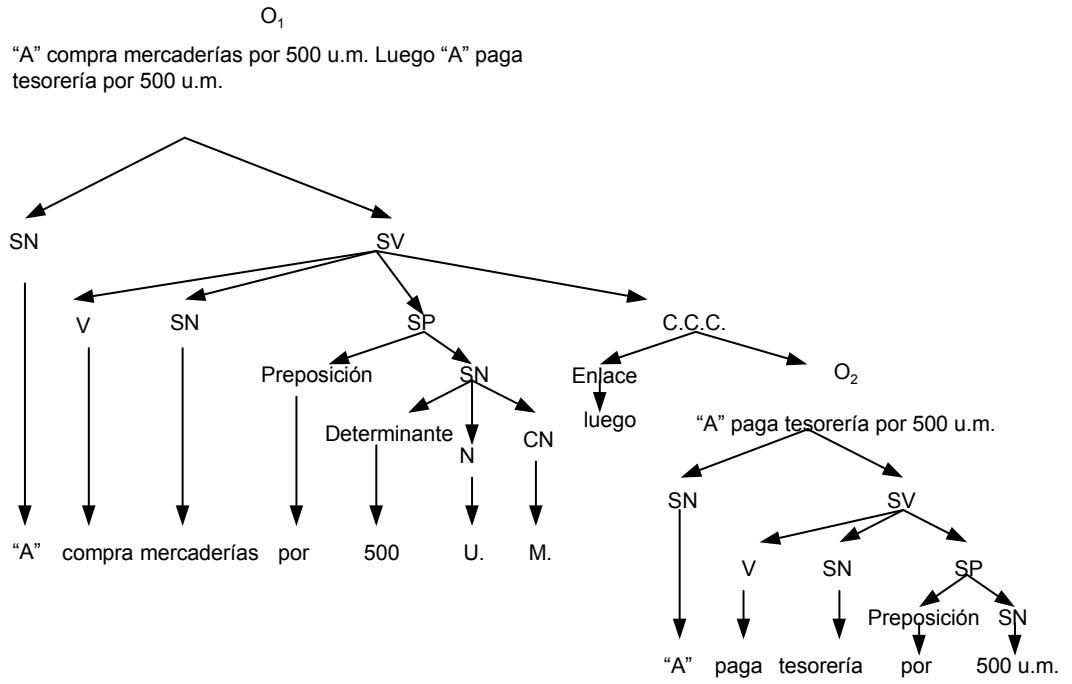 O₁
“A” compra mercaderías por 500 u.m. Luego “A” paga
tesorería por 500 u.m.
SN SV
V SN SP C.C.C.
Preposición SN Enlace O₂
luego “A” paga tesorería por 500 u.m.
Determinante N CN
SN SV
“A” compra mercaderías por 500 U. M.
V SN SP
Preposición SN
“A” paga tesorería por 500 u.m.